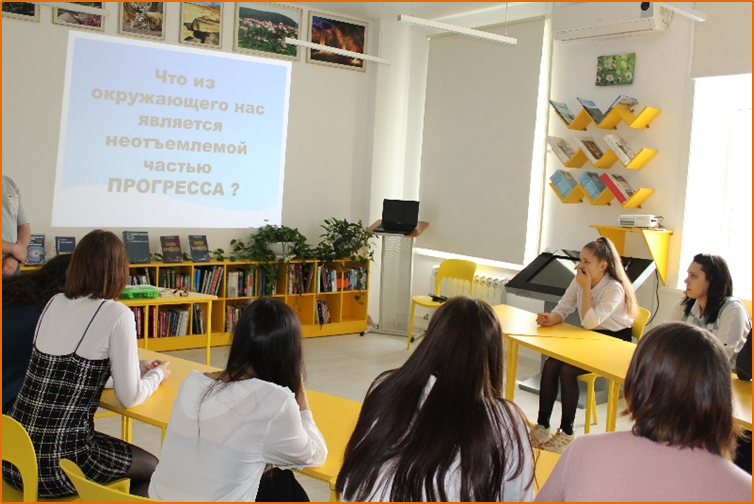 Что из
окружающего нас
является
неотъемлемой
частью
ПРОГРЕССА ?